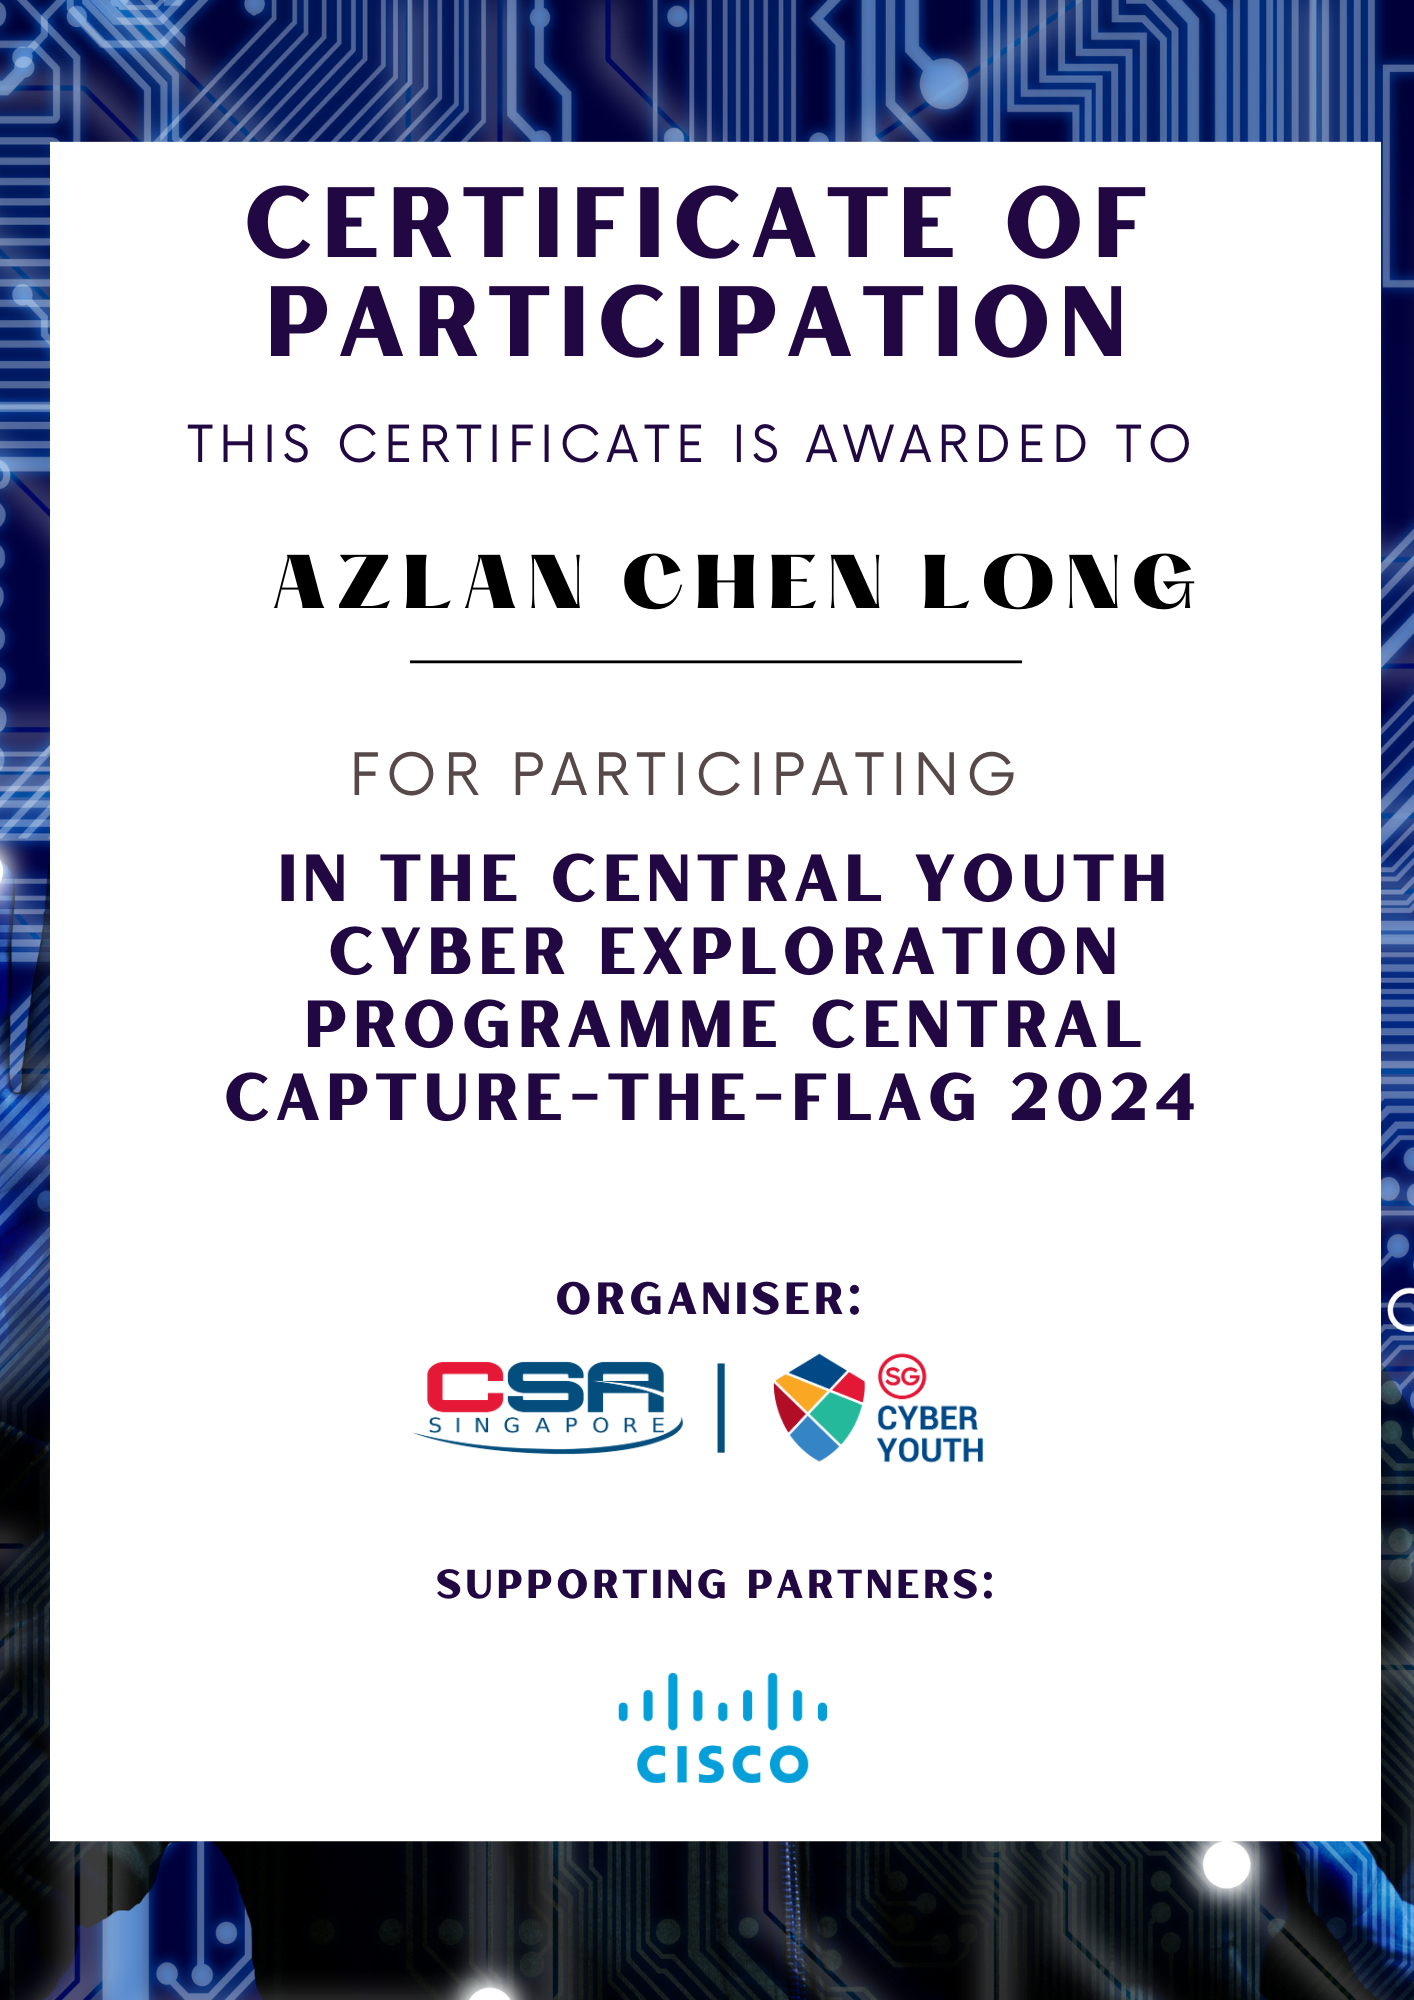 CERTIFICATE OF
PARTICIPATION
THIS CERTIFICATE IS AWARDED TO
AZLAN CHEN LONG
FOR PARTICIPATING
IN THE CENTRAL YOUTH
CYBER EXPLORATION
PROGRAMME CENTRAL
CAPTURE-THE-FLAG 2024
ORGANISER:
CSA
SINGAPORE
SG
CYBER
YOUTH
SUPPORTING PARTNERS:
CISCO